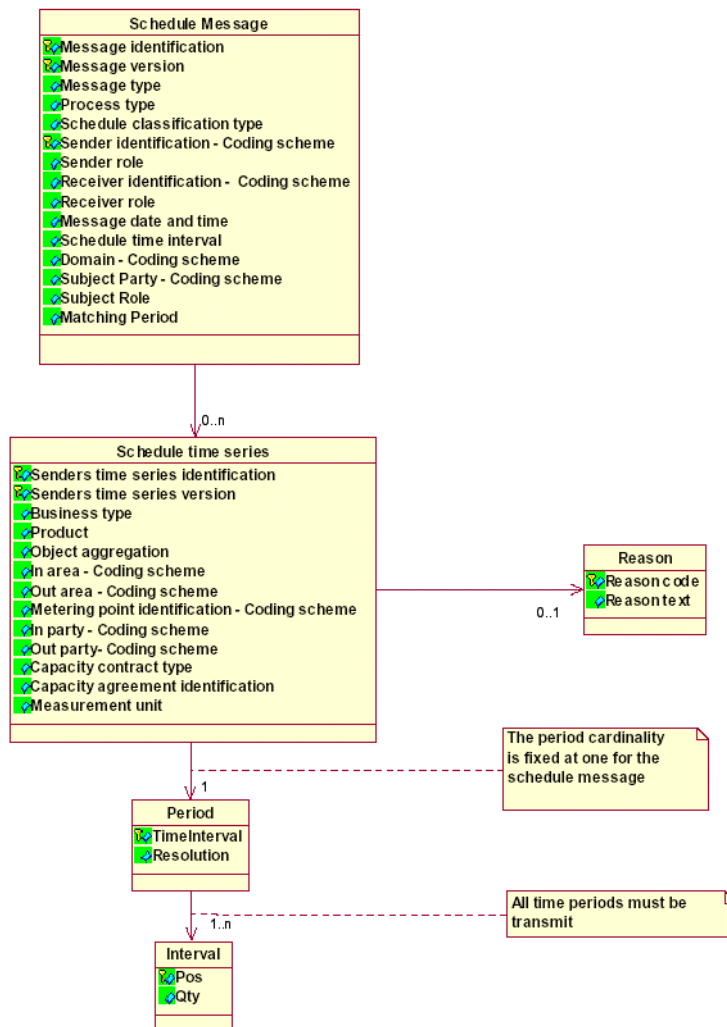 Schedule Message
Message identification
Message version
Message type
Process type
Schedule classification type
Sender identification - Coding scheme
Sender role
Receiver identification - Coding scheme
Receiver role
Message date and time
Schedule time interval
Domain - Coding scheme
Subject Party - Coding scheme
Subject Role
Matching Period
0..n
Schedule time series
Senders time series identification
Senders time series version
Business type
Product
Object aggregation
In area - Coding scheme
Out area - Coding scheme
Metering point identification - Coding scheme
In party - Coding scheme
Out party- Coding scheme
Capacity contract type
Capacity agreement identification
Measurement unit
0..1
Reason
Reason code
Reason text
The period cardinality
is fixed at one for the
schedule message
1
Period
TimeInterval
Resolution
All time periods must be
transmit
1..n
Interval
Pos
Qty